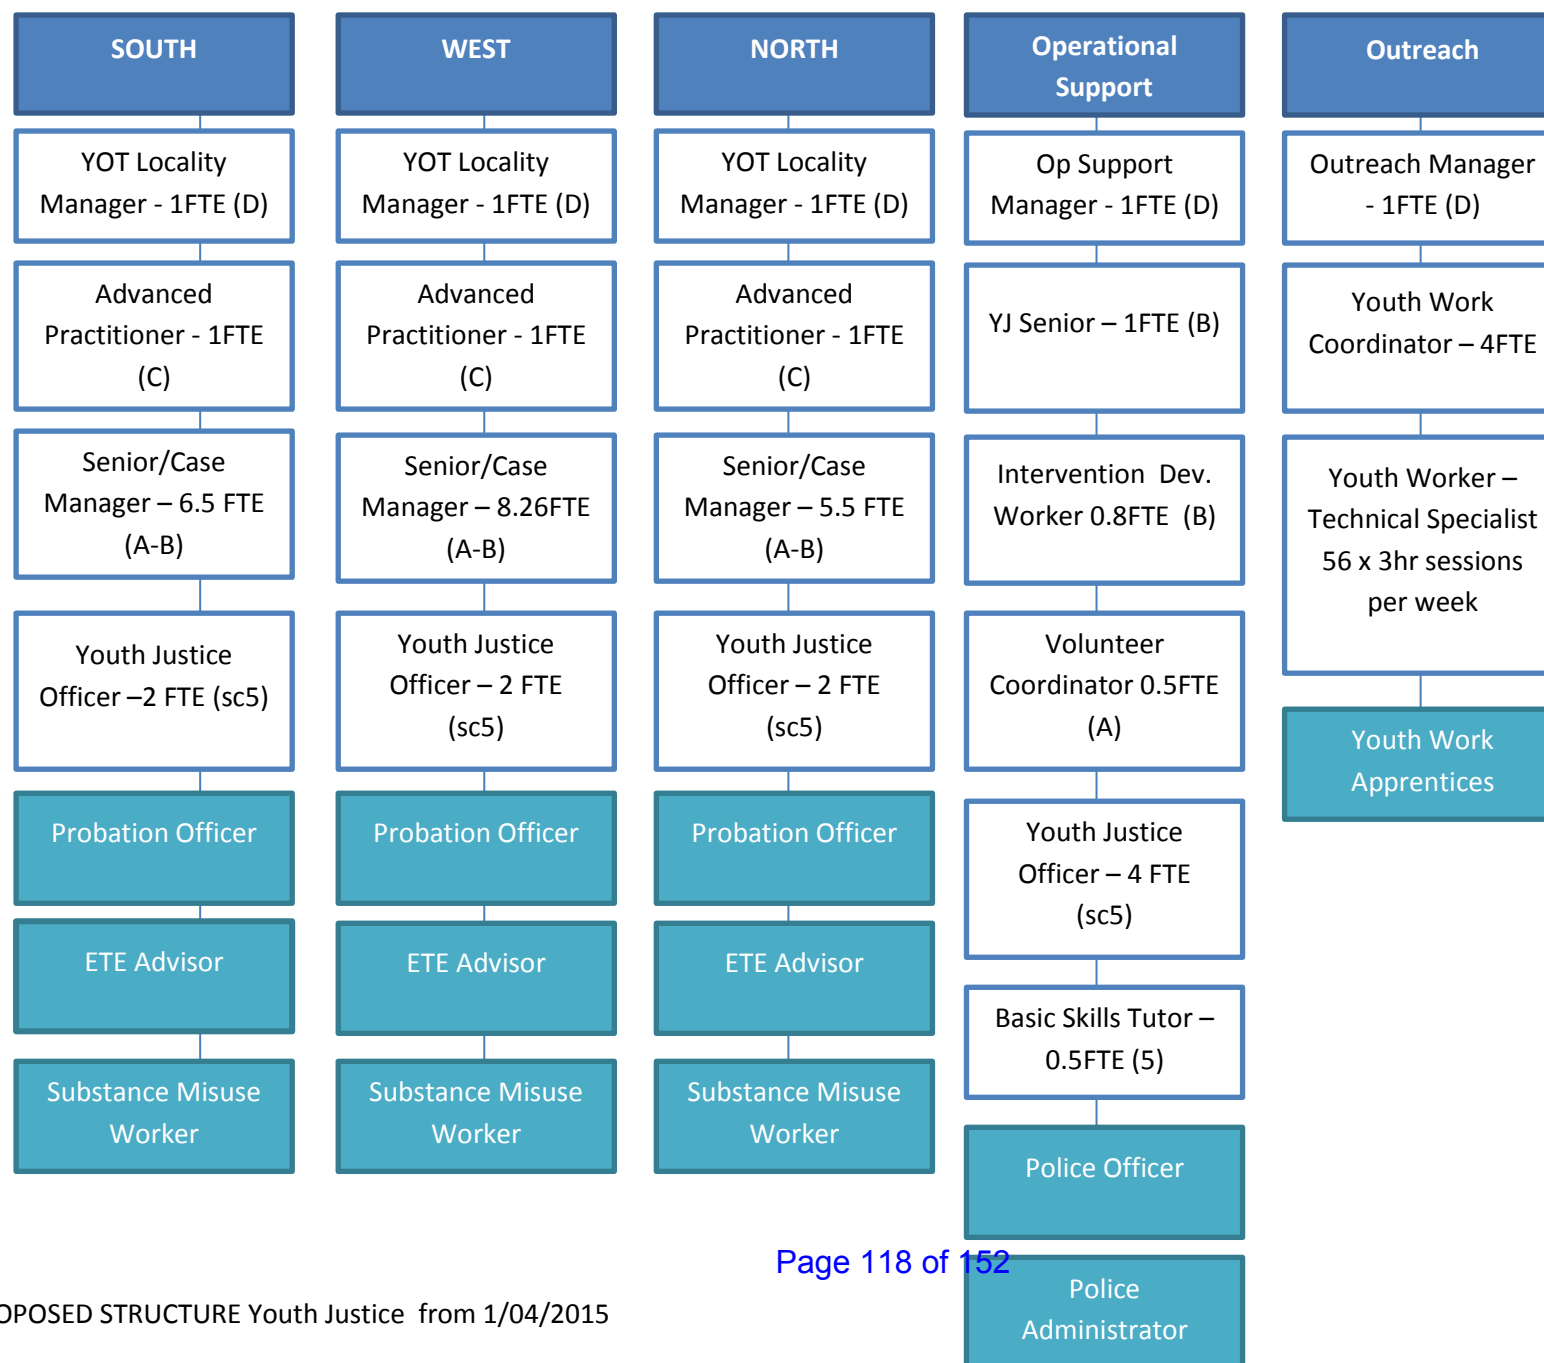 SOUTH
YOT Locality
Manager - 1FTE (D)
Advanced
Practitioner - 1FTE
(C)
Senior/Case
Manager – 6.5 FTE
(A-B)
Youth Justice
Officer –2 FTE (sc5)
Probation Officer
ETE Advisor
Substance Misuse
Worker
WEST
YOT Locality
Manager - 1FTE (D)
Advanced
Practitioner - 1FTE
(C)
Senior/Case
Manager – 8.26FTE
(A-B)
Youth Justice
Officer – 2 FTE
(sc5)
Probation Officer
ETE Advisor
Substance Misuse
Worker
NORTH
YOT Locality
Manager - 1FTE (D)
Advanced
Practitioner - 1FTE
(C)
Senior/Case
Manager – 5.5 FTE
(A-B)
Youth Justice
Officer – 2 FTE
(sc5)
Probation Officer
ETE Advisor
Substance Misuse
Worker
Operational
Support
Op Support
Manager - 1FTE (D)
YJ Senior – 1FTE (B)
Intervention  Dev.
Worker 0.8FTE  (B)
Volunteer
Coordinator 0.5FTE
(A)
Youth Justice
Officer – 4 FTE
(sc5)
Basic Skills Tutor –
0.5FTE (5)
Police Officer
Police
Administrator
Outreach
Outreach Manager
- 1FTE (D)
Youth Work
Coordinator – 4FTE
Youth Worker –
Technical Specialist
56 x 3hr sessions
per week
Youth Work
Apprentices
Page 118 of 152
OPOSED STRUCTURE Youth Justice  from 1/04/2015